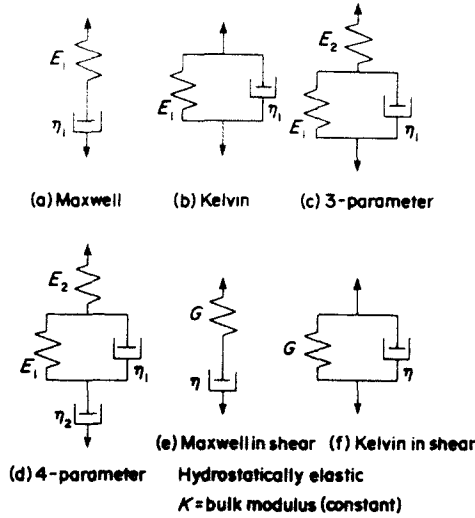 E₁
η₁
(a) Maxwell
E₁
η₁
(b) Kelvin
E₂
E₁
η₁
(c) 3-parameter
E₂
E₁
η₁
η₂
(d) 4-parameter
G
η
(e) Maxwell in shear
G
η
(f) Kelvin in shear
Hydrostatically elastic
K = bulk modulus (constant)